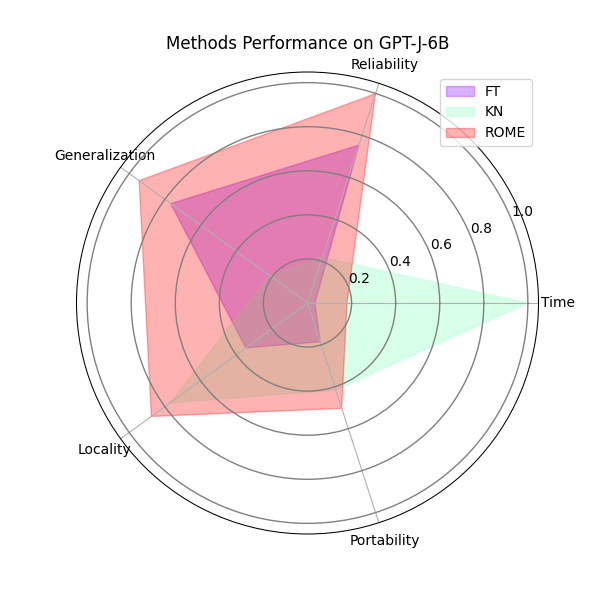 Methods Performance on GPT-J-6B
Reliability
FT
KN
ROME
Generalization
1.0
0.8
0.6
0.4
0.2
Time
Locality
Portability